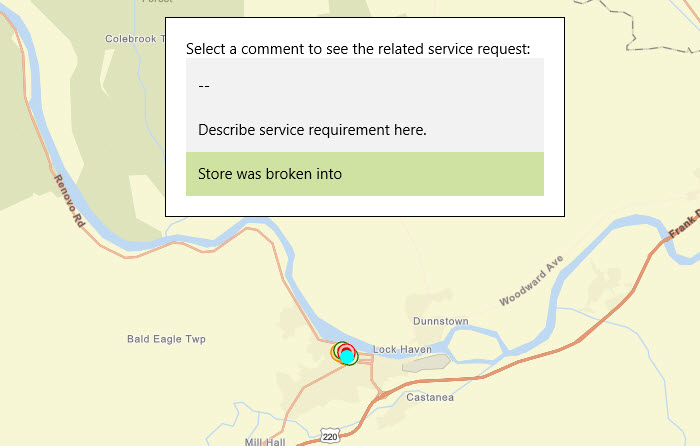 Colebrook T
Select a comment to see the related service request:
--
Describe service requirement here.
Store was broken into
Renovo Rd
Frank D
Woodward Ave
Dunnstown
Bald Eagle Twp
Lock Haven
Castanea
220
Mill Hall